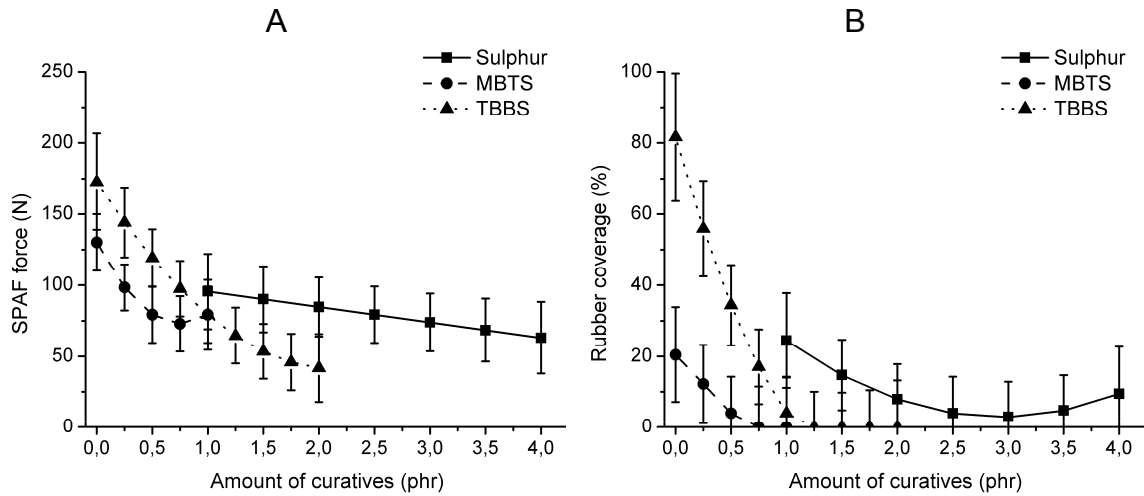 A
Sulphur
MBTS
TBBS
250
200
150
100
50
0
SPAF force (N)
0,0 0,5 1,0 1,5 2,0 2,5 3,0 3,5 4,0
Amount of curatives (phr)
B
Sulphur
MBTS
TBBS
100
80
60
40
20
0
Rubber coverage (%)
0,0 0,5 1,0 1,5 2,0 2,5 3,0 3,5 4,0
Amount of curatives (phr)